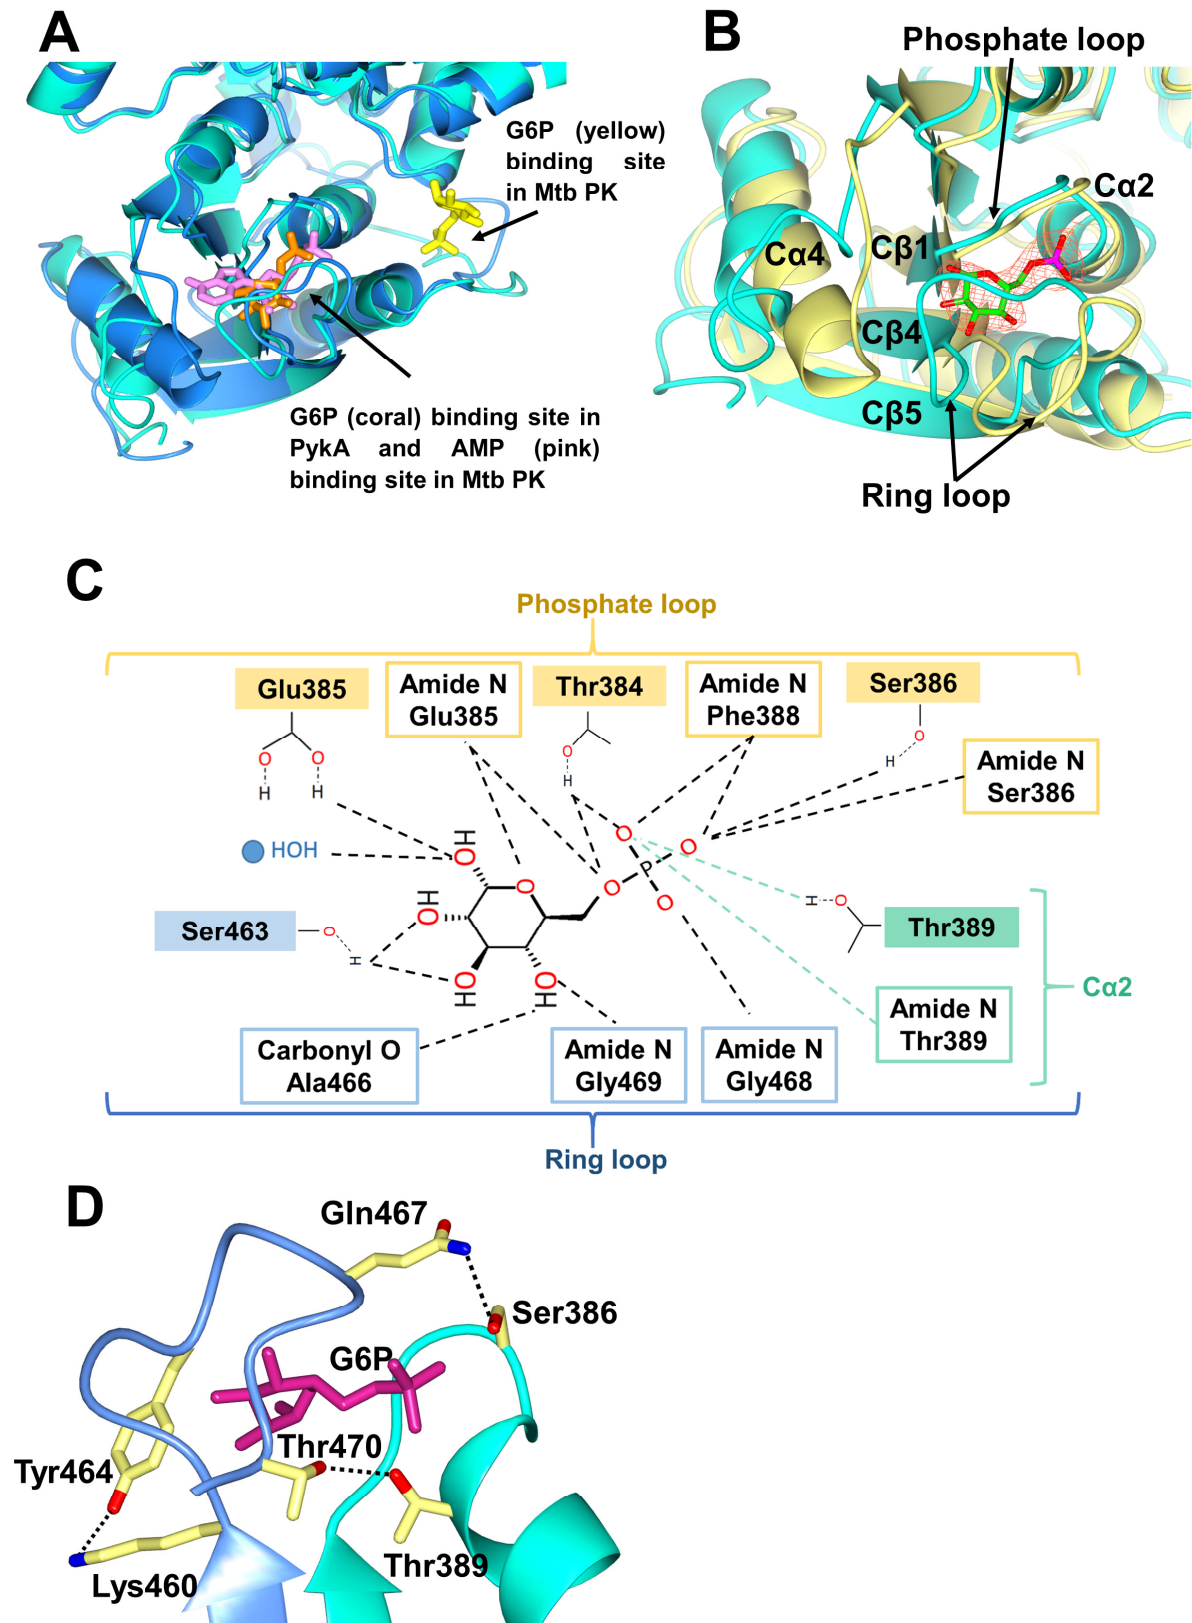 A
G6P (yellow)
binding site
in Mtb PK
G6P (coral) binding site in
PykA and AMP (pink)
binding site in Mtb PK
B
Phosphate loop
Cα2
Cα4
Cβ1
Cβ4
Cβ5
Ring loop
C
Phosphate loop
Glu385
Amide N
Glu385
Thr384
Amide N
Phe388
Ser386
Amide N
Ser386
O
O
H
H
O
H
O
H
HOH
H
O
O
O
P
O
O
O
H
O
Ser463
O
H
H
O
O
H
H
O
Thr389
Cα2
Amide N
Thr389
Carbonyl O
Ala466
Amide N
Gly469
Amide N
Gly468
Ring loop
D
Gln467
Ser386
G6P
Thr470
Tyr464
Thr389
Lys460